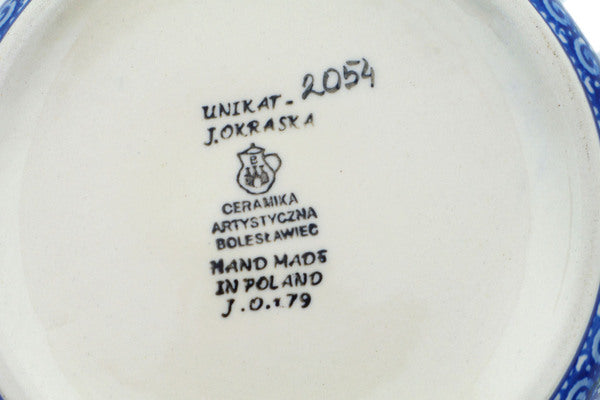 UNIKAT - 2054
J.OKRASKA
CERAMIKA
ARTYSTYCZNA
BOLESŁAWIEC
HAND MADE
IN POLAND
J.O.179